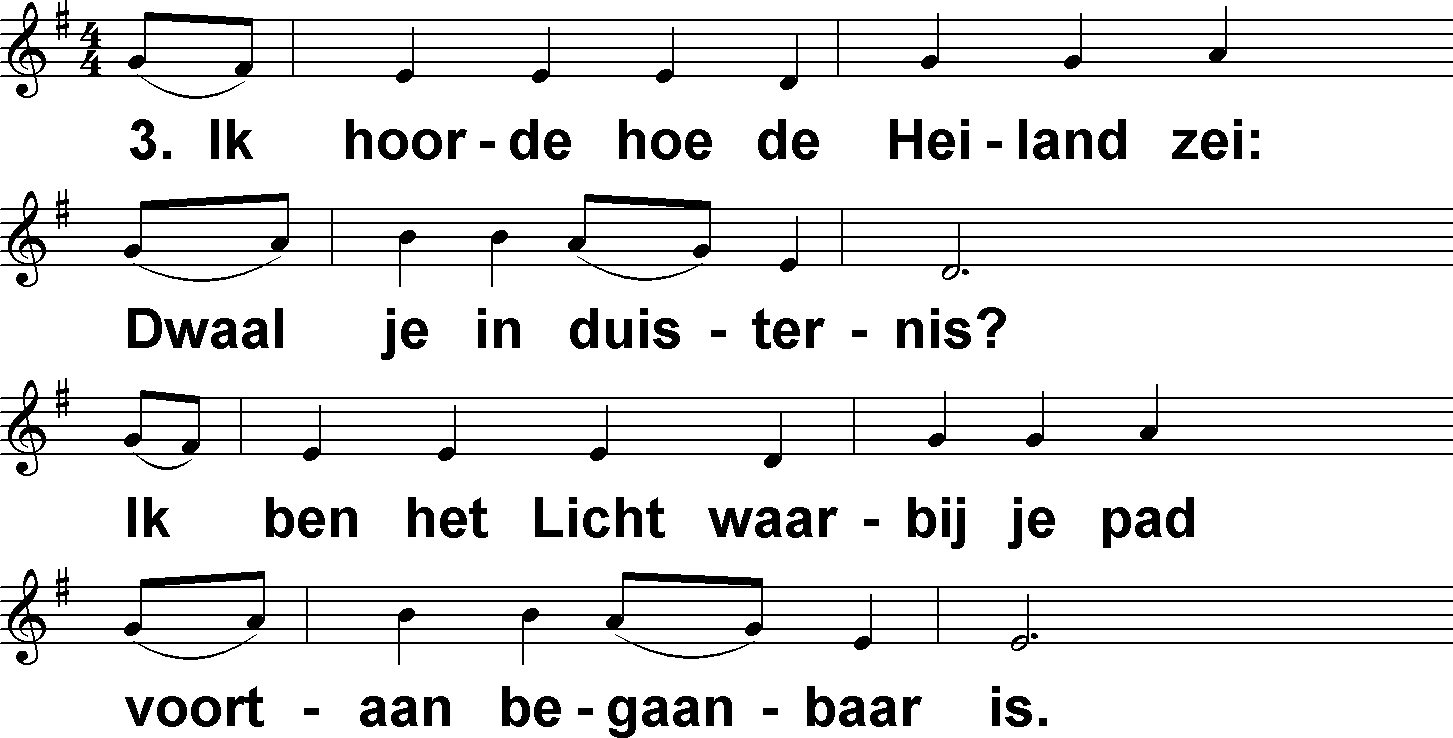 3. Ik hoor - de hoe de Hei - land zei:
Dwaal je in duis - ter - nis?
Ik ben het Licht waar - bij je pad
voort - aan be - gaan - baar is.